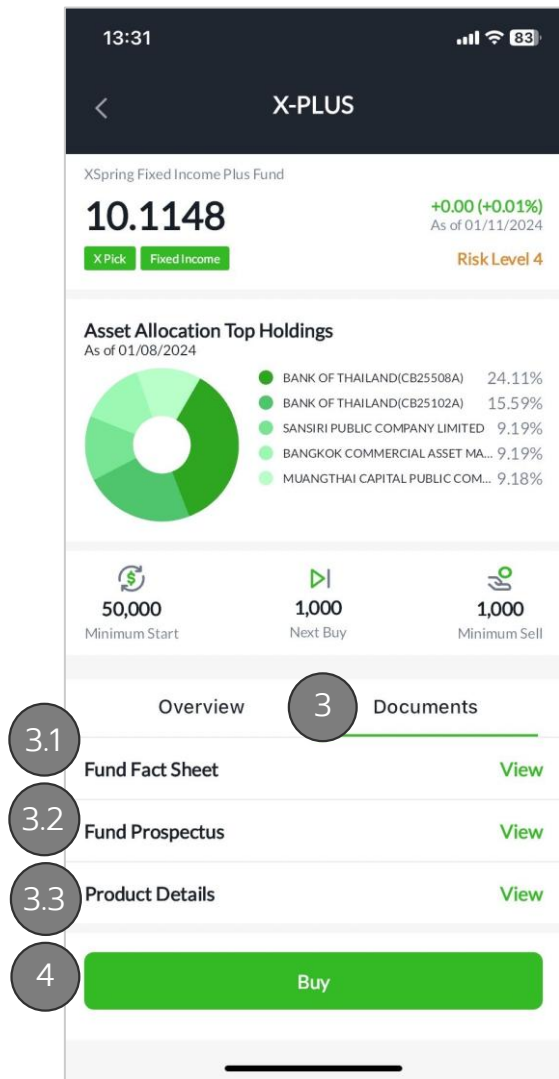 13:31
83
X-PLUS
XSpring Fixed Income Plus Fund
10.1148
+0.00 (+0.01%)
As of 01/11/2024
X Pick
Fixed Income
Risk Level 4
Asset Allocation Top Holdings
As of 01/08/2024
BANK OF THAILAND(CB25508A) 24.11%
BANK OF THAILAND(CB25102A) 15.59%
SANSIRI PUBLIC COMPANY LIMITED 9.19%
BANGKOK COMMERCIAL ASSET MA... 9.19%
MUANGTHAI CAPITAL PUBLIC COM... 9.18%
50,000
Minimum Start
1,000
Next Buy
1,000
Minimum Sell
Overview
3
Documents
3.1
Fund Fact Sheet View
3.2
Fund Prospectus View
3.3
Product Details View
4
Buy